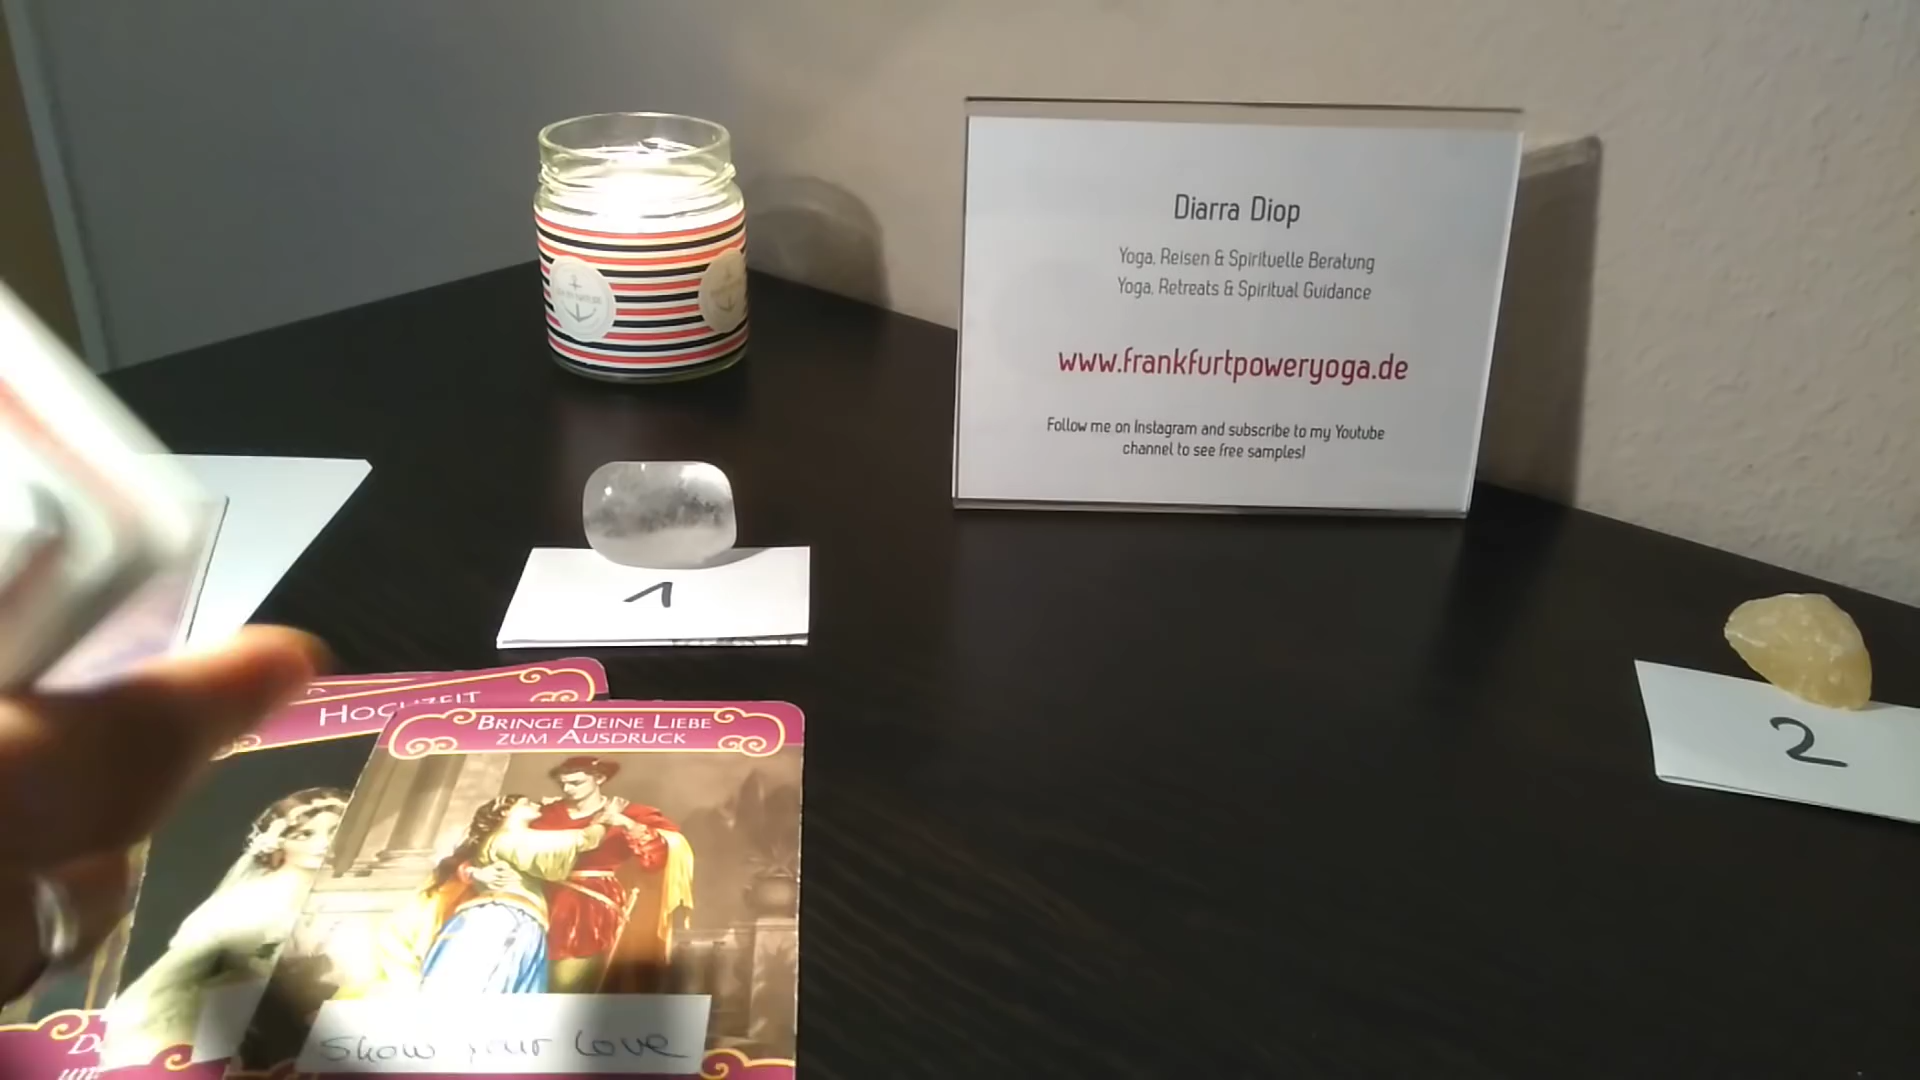 Diarra Diop
Yoga, Reisen & Spirituelle Beratung
Yoga, Retreats & Spiritual Guidance
www.frankfurtpoweryoga.de
Follow me on Instagram and subscribe to my Youtube
channel to see free samples!
1
2
HOCHZEIT
BRINGE DEINE LIEBE
ZUM AUSDRUCK
Show your love